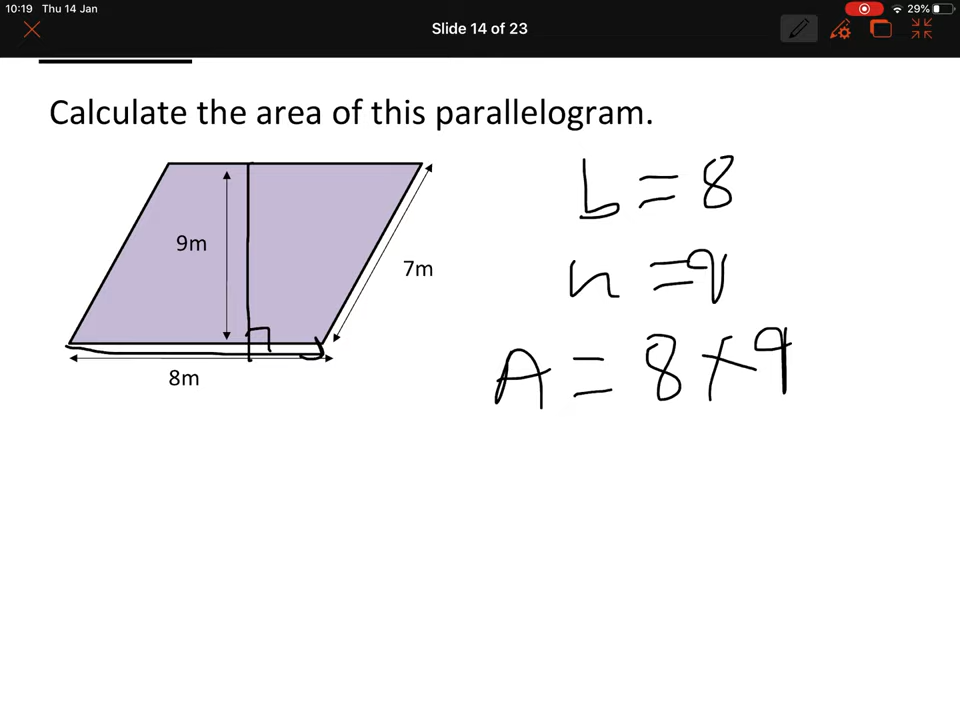 10:19 Thu 14 Jan
29%
Slide 14 of 23
Calculate the area of this parallelogram.
b = 8
9m
7m
h = 9
A = 8 × 9
8m